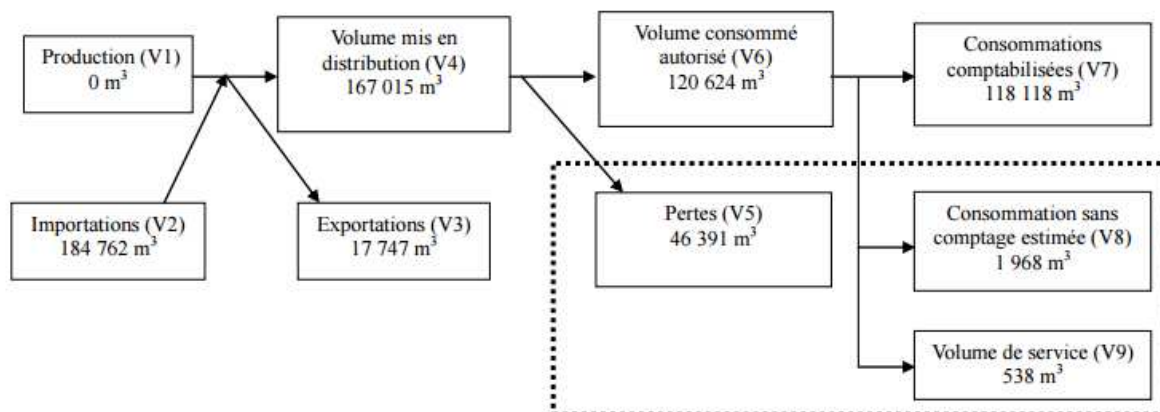 Production (V1)
0 m³
Volume mis en
distribution (V4)
167 015 m³
Volume consommé
autorisé (V6)
120 624 m³
Consommations
comptabilisées (V7)
118 118 m³
Importations (V2)
184 762 m³
Exportations (V3)
17 747 m³
Pertes (V5)
46 391 m³
Consommation sans
comptage estimée (V8)
1 968 m³
Volume de service (V9)
538 m³